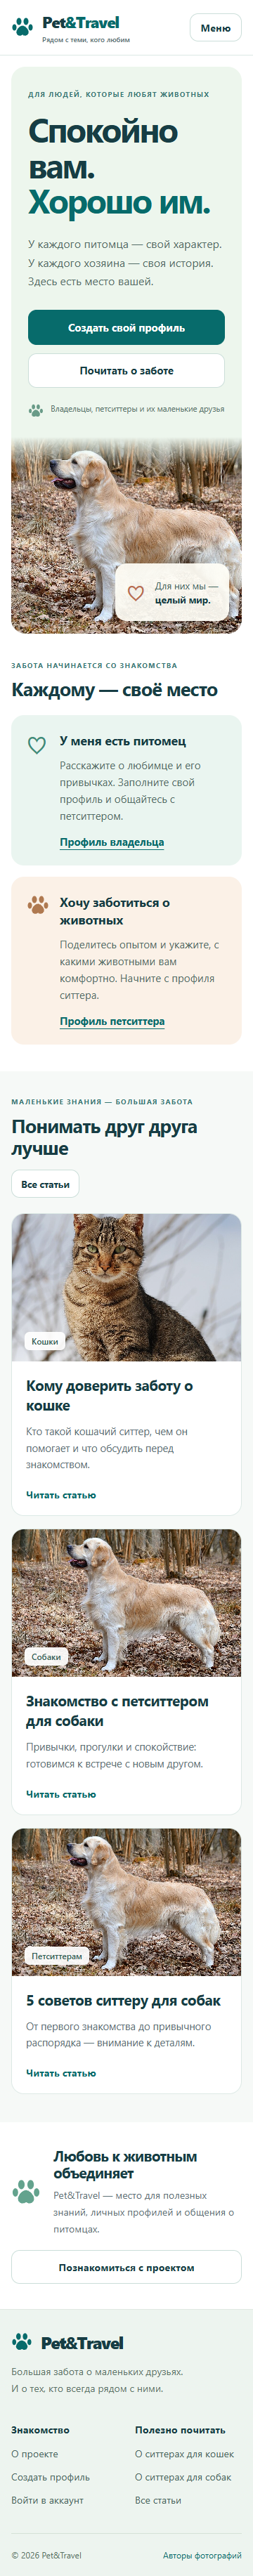 Pet&Travel
Рядом с теми, кого любим
Меню
ДЛЯ ЛЮДЕЙ, КОТОРЫЕ ЛЮБЯТ ЖИВОТНЫХ
Спокойно
вам.
Хорошо им.
У каждого питомца — свой характер.
У каждого хозяина — своя история.
Здесь есть место вашей.
Создать свой профиль
Почитать о заботе
Владельцы, петситтеры и их маленькие друзья
Для них мы —
целый мир.
ЗАБОТА НАЧИНАЕТСЯ СО ЗНАКОМСТВА
Каждому — своё место
У меня есть питомец
Расскажите о любимце и его
привычках. Заполните свой
профиль и общайтесь с
петситтером.
Профиль владельца
Хочу заботиться о
животных
Поделитесь опытом и укажите, с
какими животными вам
комфортно. Начните с профиля
ситтера.
Профиль петситтера
МАЛЕНЬКИЕ ЗНАНИЯ — БОЛЬШАЯ ЗАБОТА
Понимать друг друга
лучше
Все статьи
Кошки
Кому доверить заботу о
кошке
Кто такой кошачий ситтер, чем он
помогает и что обсудить перед
знакомством.
Читать статью
Собаки
Знакомство с петситтером
для собаки
Привычки, прогулки и спокойствие:
готовимся к встрече с новым другом.
Читать статью
Петситтерам
5 советов ситтеру для собак
От первого знакомства до привычного
распорядка — внимание к деталям.
Читать статью
Любовь к животным
объединяет
Pet&Travel — место для полезных
знаний, личных профилей и общения о
питомцах.
Познакомиться с проектом
Pet&Travel
Большая забота о маленьких друзьях.
И о тех, кто всегда рядом с ними.
Знакомство
О проекте
Создать профиль
Войти в аккаунт
Полезно почитать
О ситтерах для кошек
О ситтерах для собак
Все статьи
© 2026 Pet&Travel
Авторы фотографий